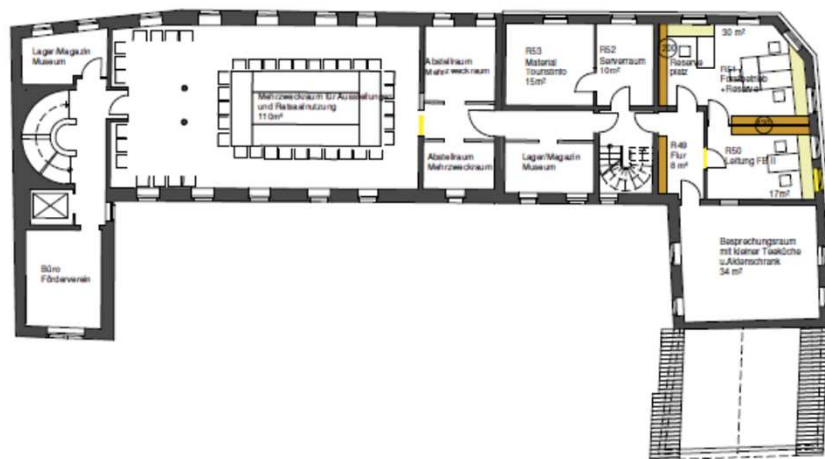 Lager/Magazin
Museum
Mehrzweckraum für Ausstellungen
und Ratssaalnutzung
110m²
Abstellraum
Mehrzweckraum
Abstellraum
Mehrzweckraum
R53
Material
Touristinfo
15m²
R52
Serverraum
10m²
Lager/Magazin
Museum
200
Reserve
platz
30 m²
R51
+Reserve
R49
Flur
8 m²
R50
Leitung FB II
17m²
Besprechungsraum
mit kleiner Teeküche
u.Aktenschrank
34 m²
Büro
Förderverein